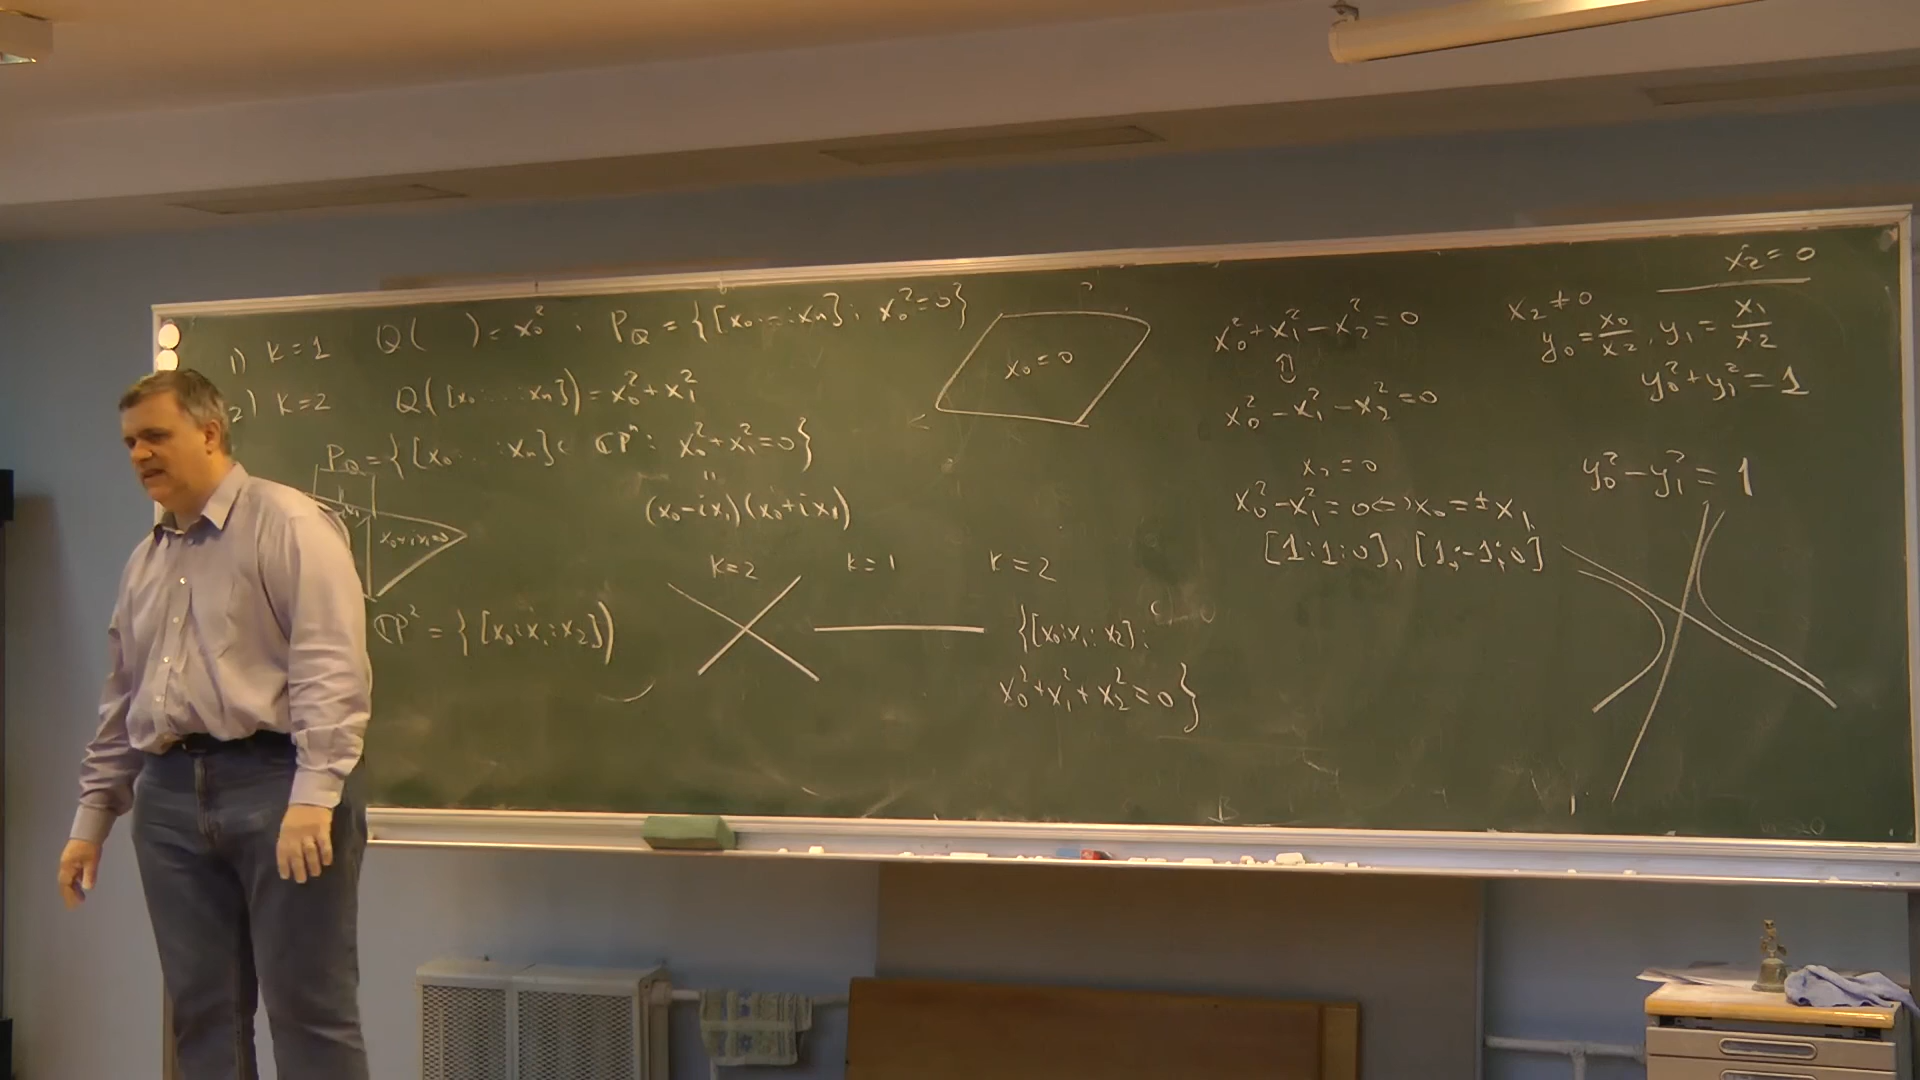 1) K=1 Q( ) = x₀², P_Q = {[x₀:...:xₙ]: x₀²=0}
2) K=2 Q([x₀:...:xₙ]) = x₀²+x₁²
P_Q = {[x₀:...:xₙ]∈ ℂPⁿ: x₀²+x₁²=0}
"
(x₀-ix₁)(x₀+ix₁)
x₀+ix₁=0
ℂP² = {[x₀:x₁:x₂]}
K=2
K=1
K=2
{[x₀:x₁:x₂]:
x₀²+x₁²+x₂²=0}
x₀=0
x₀²+x₁²-x₂²=0
⇕
x₀²-x₁²-x₂²=0
x₂=0
x₀²-x₁²=0⇔x₀=±x₁
[1:1:0], [1:-1:0]
x₂=0
x₂≠0
y₀=x₀/x₂, y₁=x₁/x₂
y₀²+y₁²=1
y₀²-y₁²=1